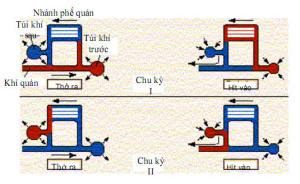 Nhánh phế quản
Túi khí
sau
Túi khí
trước
Khí quản
Thở ra
Chu kỳ
I
Hít vào
Thở ra
Chu kỳ
II
Hít vào